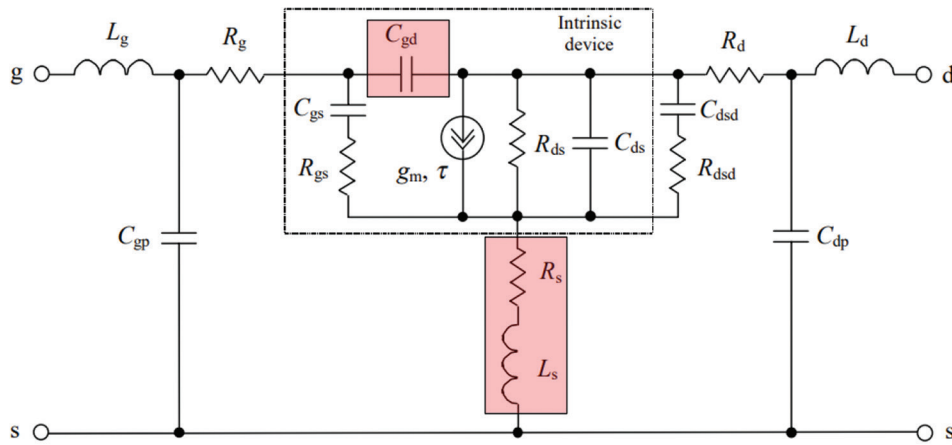 L_g
R_g
C_gd
Intrinsic
device
R_d
L_d
g
d
C_gs
R_gs
g_m, τ
R_ds
C_ds
C_dsd
R_dsd
C_gp
C_dp
R_s
L_s
s
s